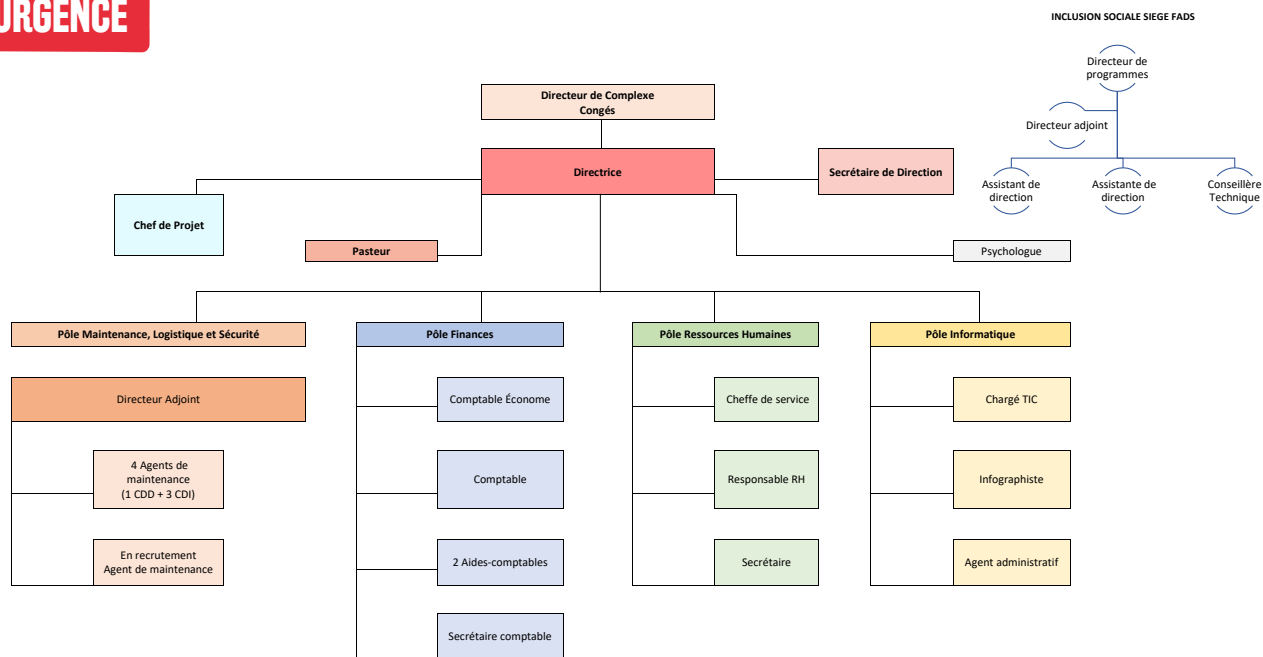 URGENCE
INCLUSION SOCIALE SIEGE FADS
Directeur de
programmes
Directeur adjoint
Assistant de
direction
Assistante de
direction
Conseillère
Technique
Directeur de Complexe
Congés
Directrice
Secrétaire de Direction
Chef de Projet
Pasteur
Psychologue
Pôle Maintenance, Logistique et Sécurité
Directeur Adjoint
4 Agents de
maintenance
(1 CDD + 3 CDI)
En recrutement
Agent de maintenance
Pôle Finances
Comptable Économe
Comptable
2 Aides-comptables
Secrétaire comptable
Pôle Ressources Humaines
Cheffe de service
Responsable RH
Secrétaire
Pôle Informatique
Chargé TIC
Infographiste
Agent administratif